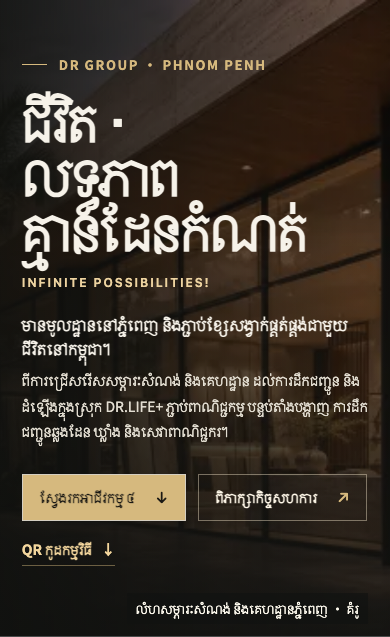 DR GROUP • PHNOM PENH
ជីវិត ·
លទ្ធភាព
គ្មានដែនកំណត់
INFINITE POSSIBILITIES!
មានមូលដ្ឋាននៅភ្នំពេញ និងភ្ជាប់ខ្សែសង្វាក់ផ្គត់ផ្គង់ជាមួយ
ជីវិតនៅកម្ពុជា។
ពីការជ្រើសរើសសម្ភារៈសំណង់ និងគេហដ្ឋាន ដល់ការដឹកជញ្ជូន និង
ដំឡើងក្នុងស្រុក DR.LIFE+ ភ្ជាប់ពាណិជ្ជកម្ម បន្ទប់តាំងបង្ហាញ ការដឹក
ជញ្ជូនឆ្លងដែន ឃ្លាំង និងសេវាពាណិជ្ជករ។
ស្វែងរកអាជីវកម្ម ៤ ↓
ពិភាក្សាកិច្ចសហការ ↗
QR កូដកម្មវិធី ↓
លំហសម្ភារៈសំណង់ និងគេហដ្ឋានភ្នំពេញ • គំរូ